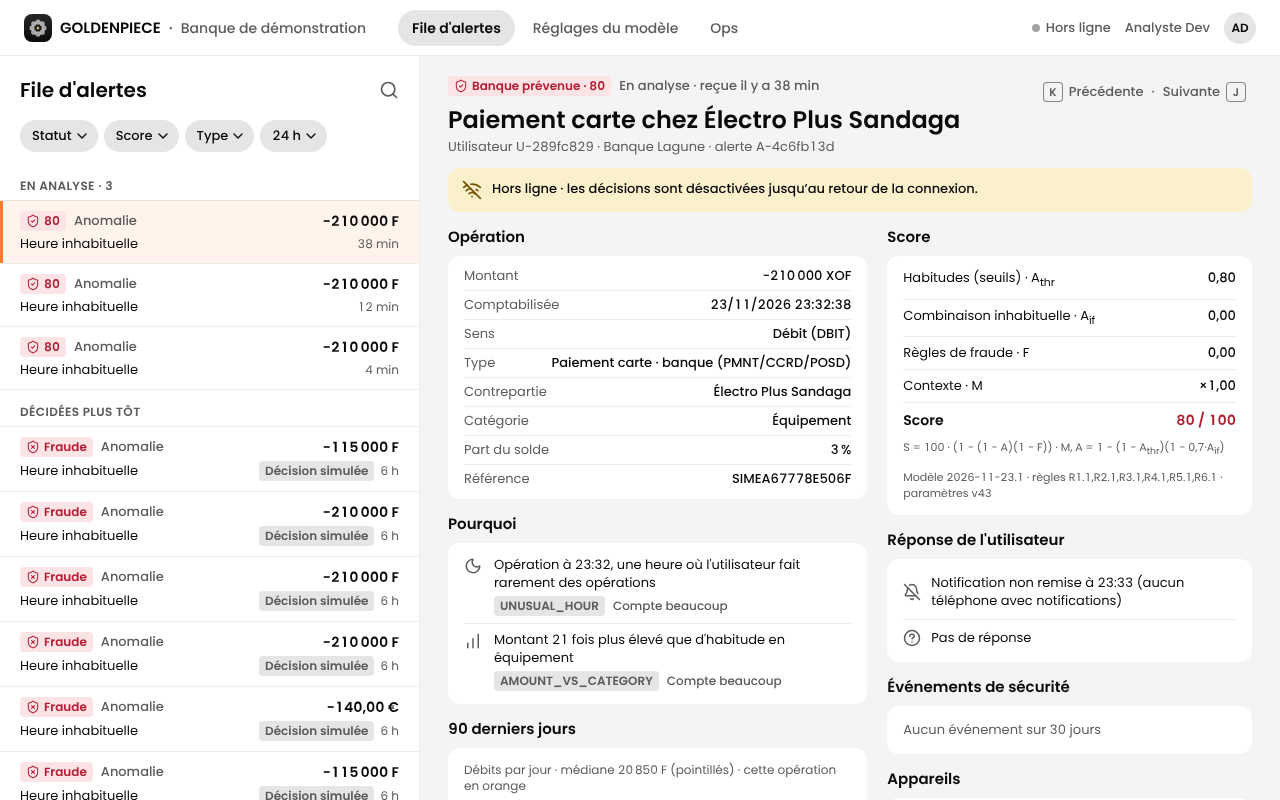 GOLDENPIECE · Banque de démonstration
File d'alertes
Réglages du modèle
Ops
Hors ligne
Analyste Dev
AD
File d'alertes
Statut
Score
Type
24 h
EN ANALYSE · 3
80 Anomalie -210 000 F
Heure inhabituelle 38 min
80 Anomalie -210 000 F
Heure inhabituelle 12 min
80 Anomalie -210 000 F
Heure inhabituelle 4 min
DÉCIDÉES PLUS TÔT
Fraude Anomalie -115 000 F
Heure inhabituelle Décision simulée 6 h
Fraude Anomalie -210 000 F
Heure inhabituelle Décision simulée 6 h
Fraude Anomalie -210 000 F
Heure inhabituelle Décision simulée 6 h
Fraude Anomalie -210 000 F
Heure inhabituelle Décision simulée 6 h
Fraude Anomalie -140,00 €
Heure inhabituelle Décision simulée 6 h
Fraude Anomalie -115 000 F
Heure inhabituelle Décision simulée 6 h
Banque prévenue · 80 En analyse · reçue il y a 38 min
K Précédente · Suivante J
Paiement carte chez Électro Plus Sandaga
Utilisateur U-289fc829 · Banque Lagune · alerte A-4c6fb13d
Hors ligne · les décisions sont désactivées jusqu’au retour de la connexion.
Opération
Montant -210 000 XOF
Comptabilisée 23/11/2026 23:32:38
Sens Débit (DBIT)
Type Paiement carte · banque (PMNT/CCRD/POSD)
Contrepartie Électro Plus Sandaga
Catégorie Équipement
Part du solde 3 %
Référence SIMEA67778E506F
Pourquoi
Opération à 23:32, une heure où l'utilisateur fait
rarement des opérations
UNUSUAL_HOUR Compte beaucoup
Montant 21 fois plus élevé que d'habitude en
équipement
AMOUNT_VS_CATEGORY Compte beaucoup
90 derniers jours
Débits par jour · médiane 20 850 F (pointillés) · cette opération
en orange
Score
Habitudes (seuils) · Athr 0,80
Combinaison inhabituelle · Aif 0,00
Règles de fraude · F 0,00
Contexte · M ×1,00
Score 80 / 100
S = 100 · (1 − (1 − A)(1 − F)) · M, A = 1 − (1 − Athr)(1 − 0,7·Aif)
Modèle 2026-11-23.1 · règles R1.1,R2.1,R3.1,R4.1,R5.1,R6.1 ·
paramètres v43
Réponse de l'utilisateur
Notification non remise à 23:33 (aucun
téléphone avec notifications)
Pas de réponse
Événements de sécurité
Aucun événement sur 30 jours
Appareils